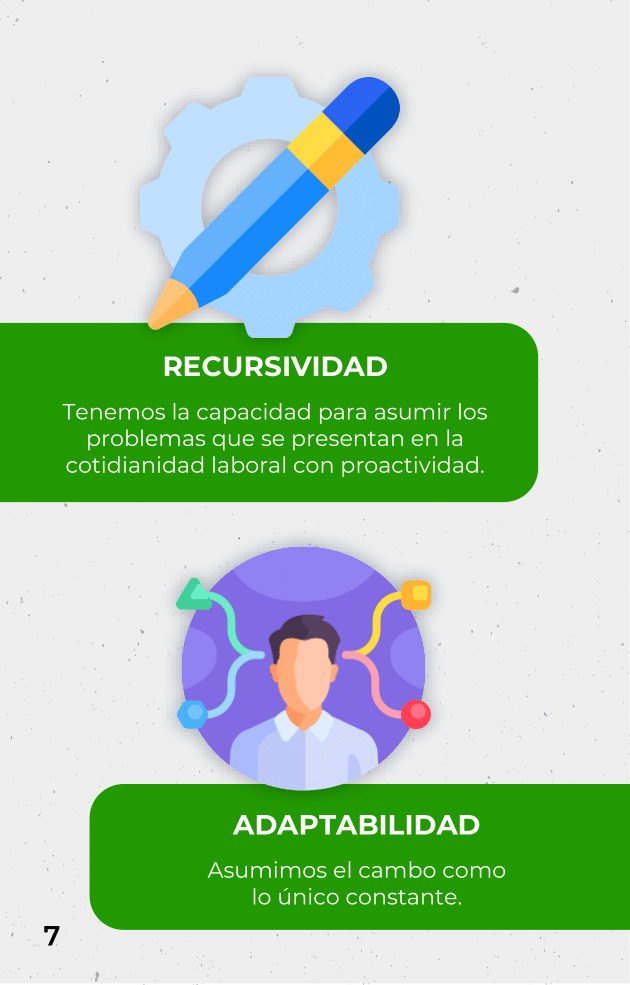 RECURSIVIDAD
Tenemos la capacidad para asumir los
problemas que se presentan en la
cotidianidad laboral con proactividad.
ADAPTABILIDAD
Asumimos el cambo como
lo único constante.
7